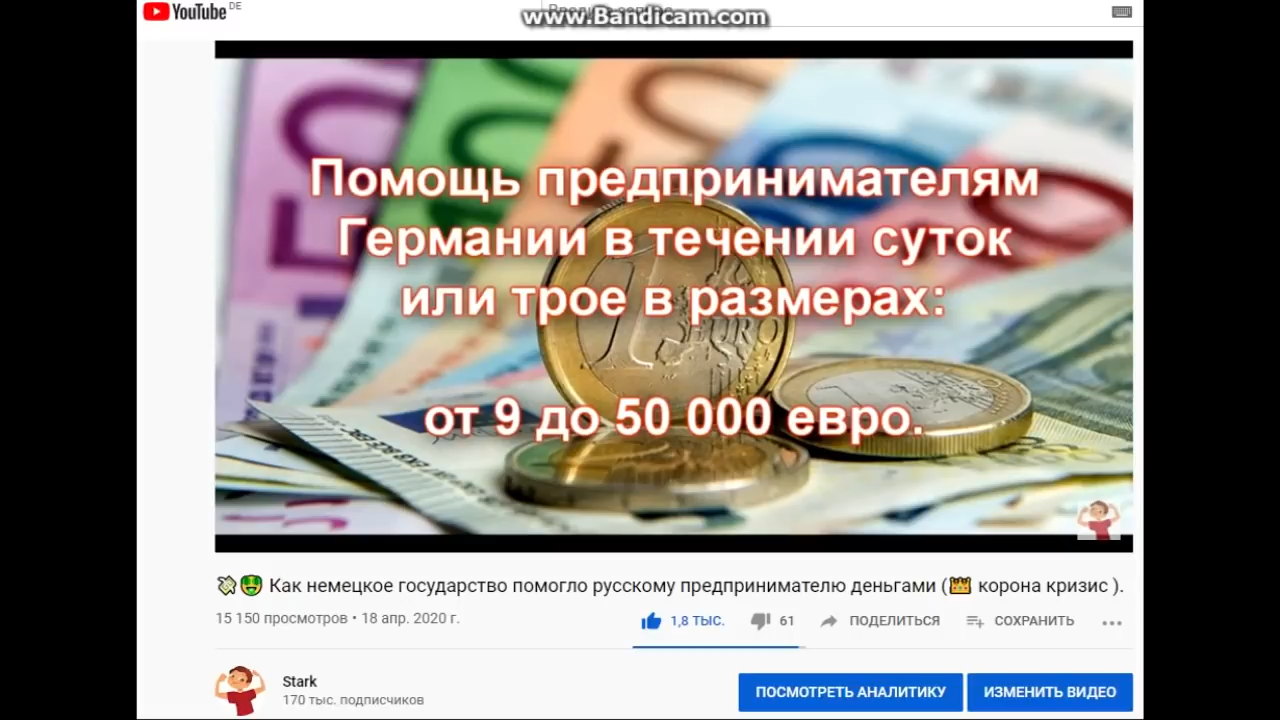 YouTube DE
www.Bandicam.com
Помощь предпринимателям
Германии в течении суток
или трое в размерах:
от 9 до 50 000 евро.
Как немецкое государство помогло русскому предпринимателю деньгами ( корона кризис ).
15 150 просмотров • 18 апр. 2020 г.
1,8 ТЫС. 61 ПОДЕЛИТЬСЯ СОХРАНИТЬ
Stark
170 тыс. подписчиков
ПОСМОТРЕТЬ АНАЛИТИКУ ИЗМЕНИТЬ ВИДЕО